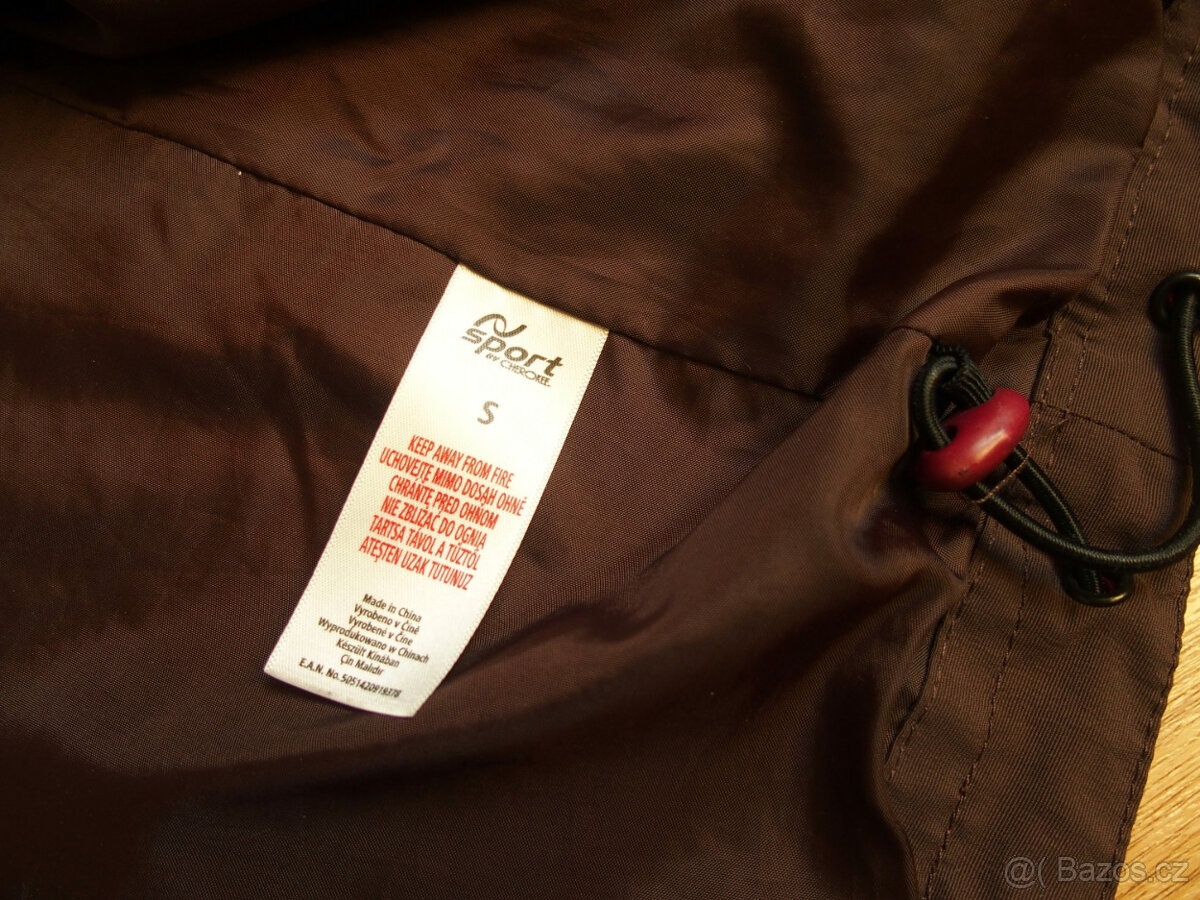 sport
BY CHEROKEE
S
KEEP AWAY FROM FIRE
UCHOVEJTE MIMO DOSAH OHNĚ
CHRÁŇTE PRED OHŇOM
NIE ZBLIŻAĆ DO OGNIA
TARTSA TÁVOL A TŰZTŐL
ATEŞTEN UZAK TUTUNUZ
Made in China
Vyrobeno v Číně
Vyrobené v Číne
Wyprodukowano w Chinach
Készült Kínában
Çin Malıdır
E.A.N. No. 5051420919378
@( Bazos.cz